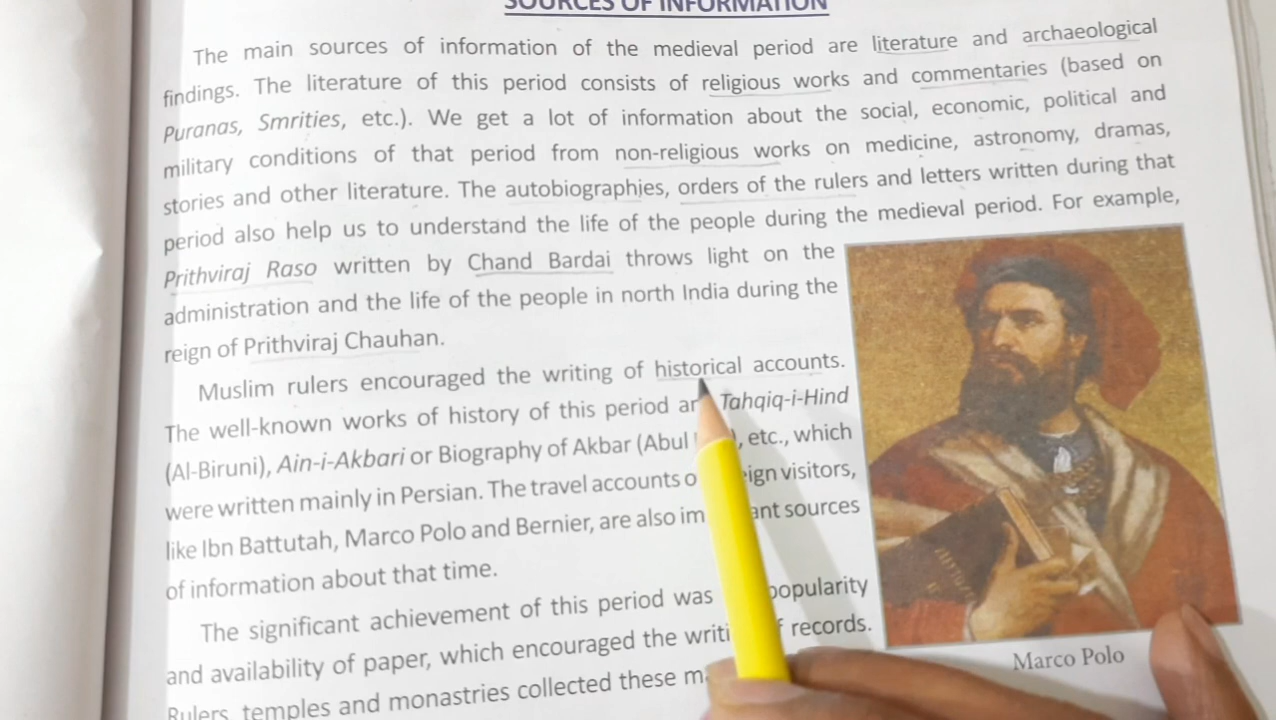 SOURCES OF INFORMATION
The main sources of information of the medieval period are literature and archaeological
findings. The literature of this period consists of religious works and commentaries (based on
Puranas, Smrities, etc.). We get a lot of information about the social, economic, political and
military conditions of that period from non-religious works on medicine, astronomy, dramas,
stories and other literature. The autobiographies, orders of the rulers and letters written during that
period also help us to understand the life of the people during the medieval period. For example,
Prithviraj Raso written by Chand Bardai throws light on the
administration and the life of the people in north India during the
reign of Prithviraj Chauhan.
Muslim rulers encouraged the writing of historical accounts.
The well-known works of history of this period Tahqiq-i-Hind
(Al-Biruni), Ain-i-Akbari or Biography of Akbar (Abul etc., which
were written mainly in Persian. The travel accounts visitors,
like Ibn Battutah, Marco Polo and Bernier, are also sources
of information about that time.
The significant achievement of this period was popularity
and availability of paper, which encouraged the records.
Rulers, temples and monastries collected these
Marco Polo